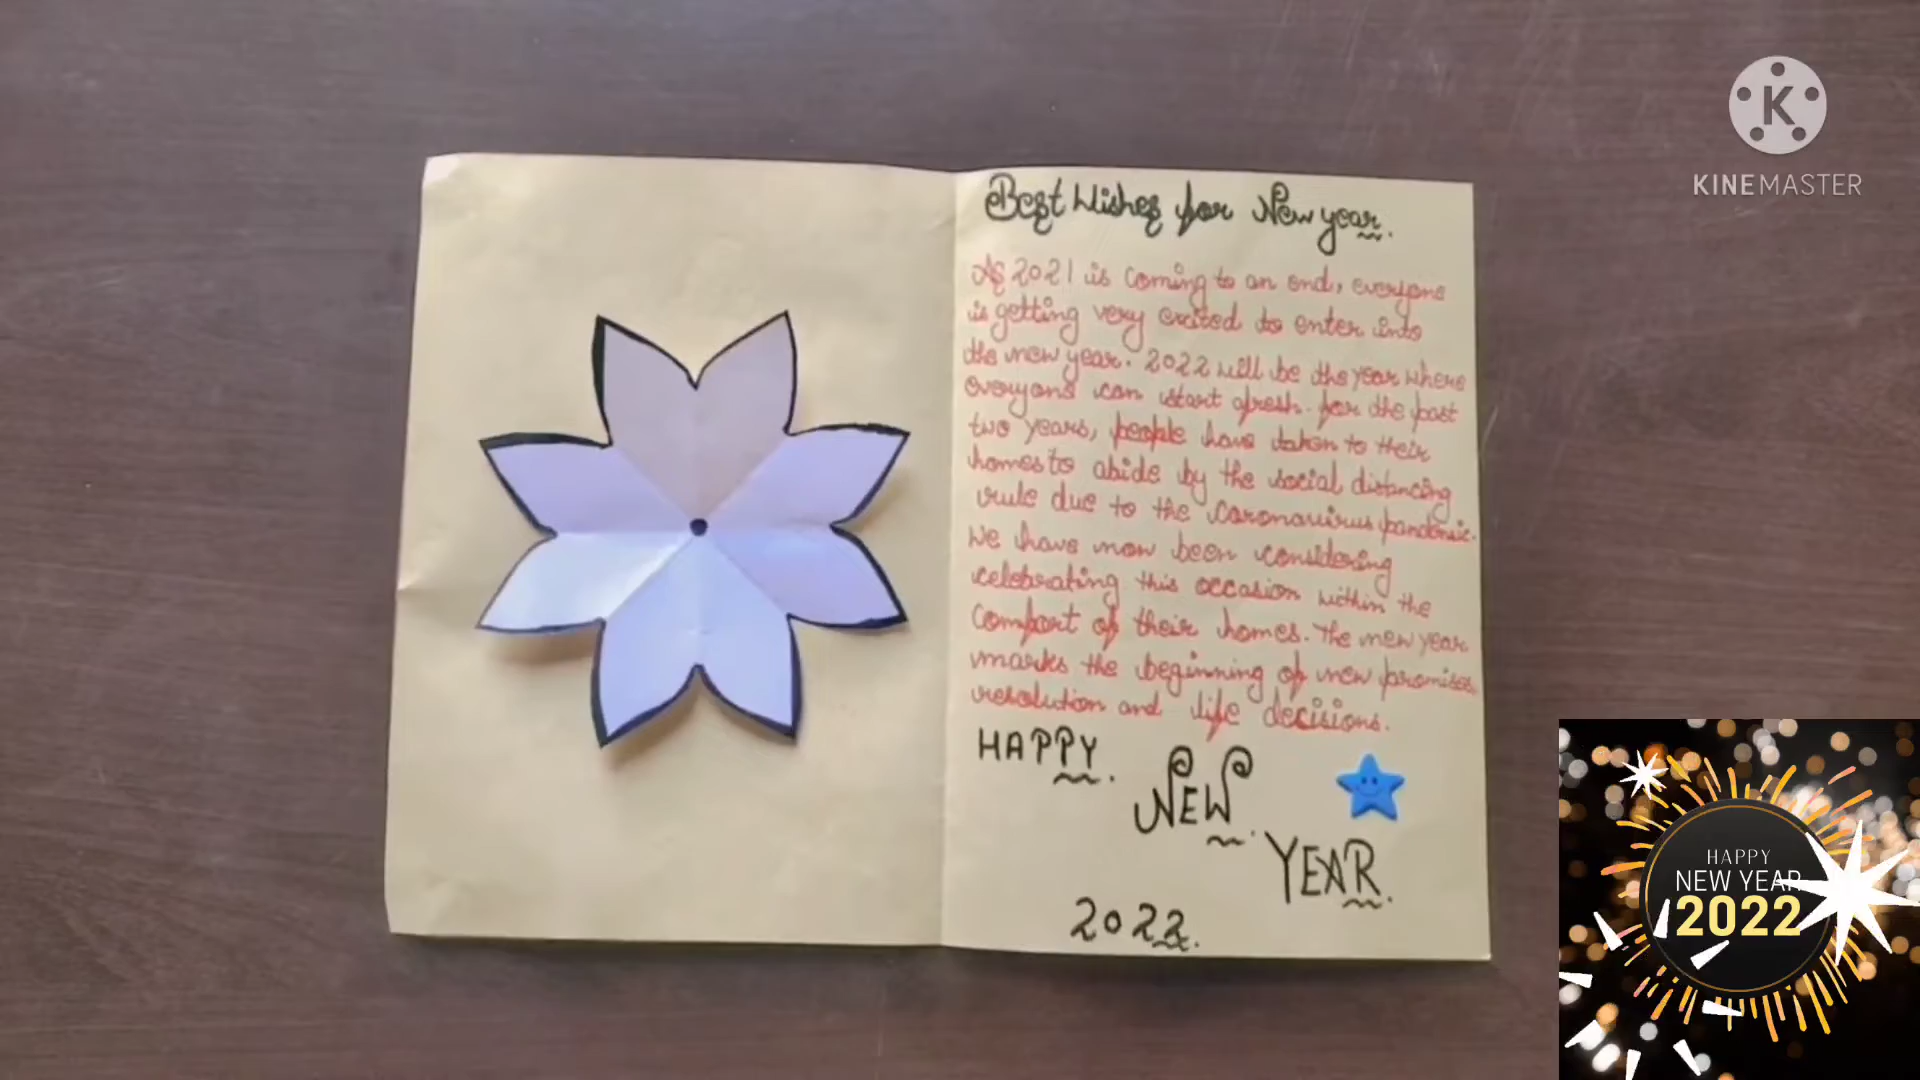 Best Wishes for New year.
As 2021 is coming to an end, everyone
is getting very excited to enter into
the new year. 2022 will be the year where
everyone can start fresh. for the past
two years, people have taken to their
homes to abide by the social distancing
rule due to the coronavirus pandemic.
We have now been considering
celebrating this occasion within the
comfort of their homes. The new year
marks the beginning of new promises,
resolution and life decisions.
HAPPY.
NEW.
YEAR.
2022.
KINEMASTER
HAPPY
NEW YEAR
2022